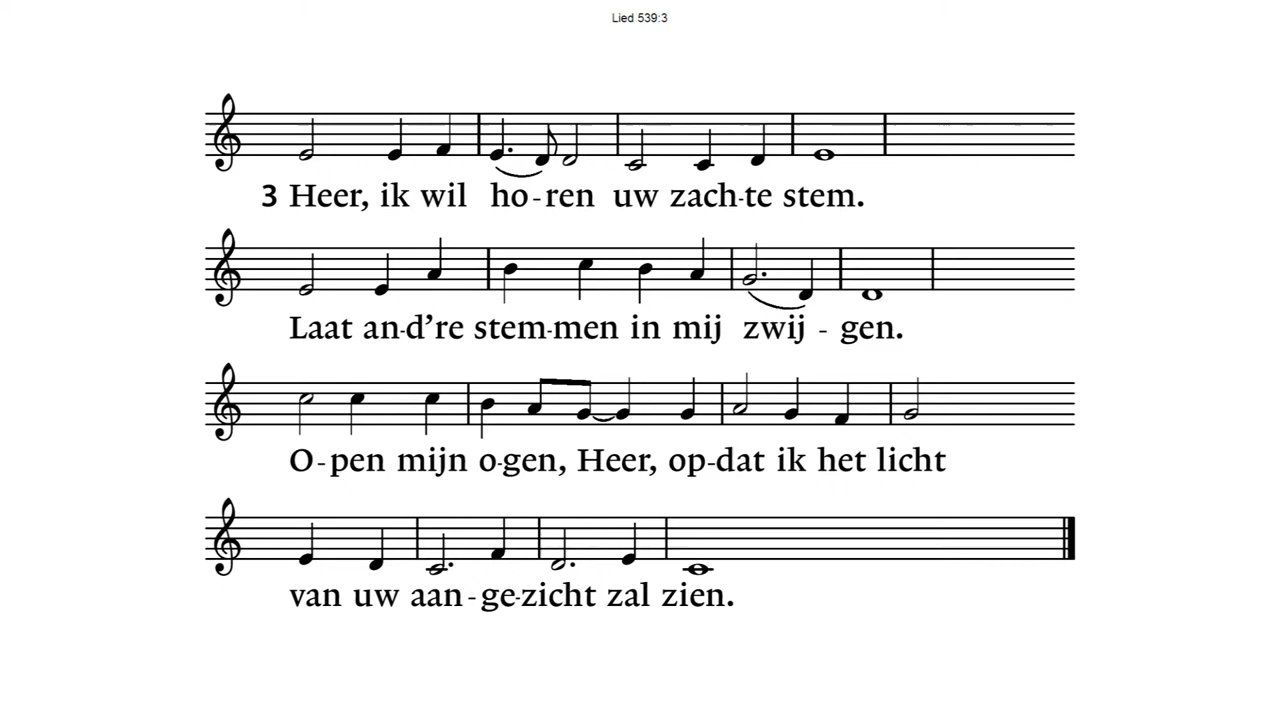 Lied 539:3
3 Heer, ik wil ho-ren uw zach-te stem.
Laat an-d’re stem-men in mij zwij-gen.
O-pen mijn o-gen, Heer, op-dat ik het licht
van uw aan-ge-zicht zal zien.